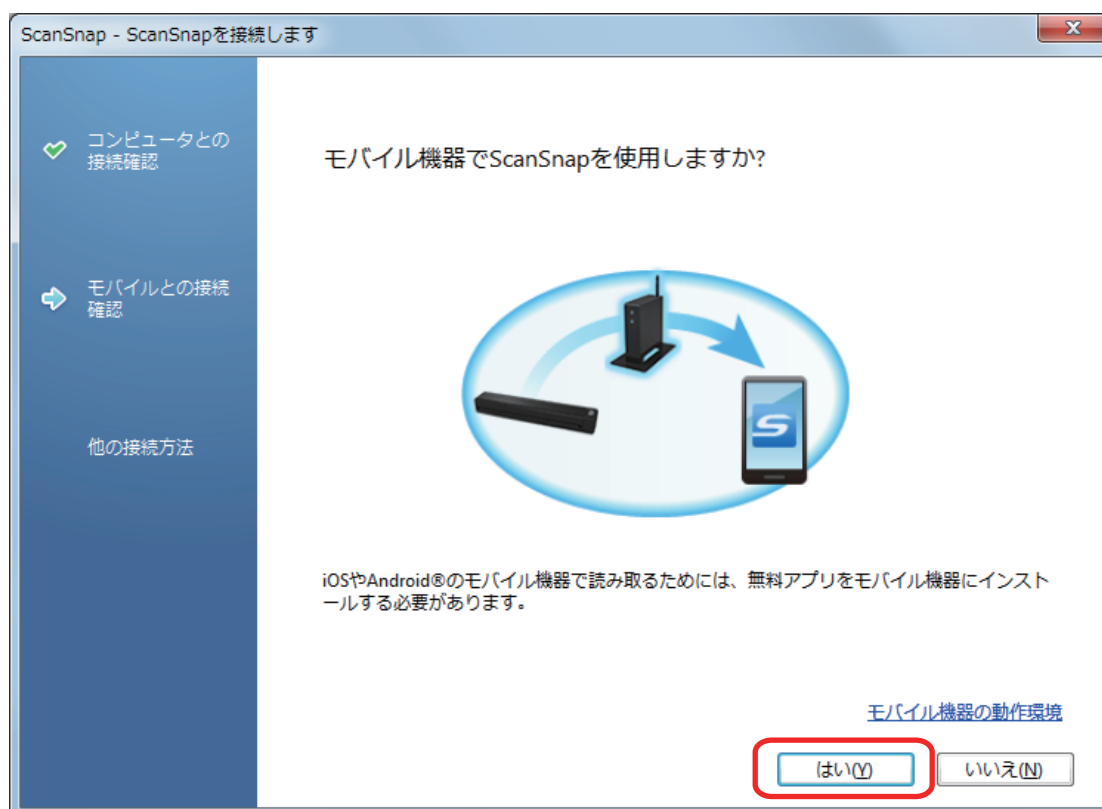 ScanSnap - ScanSnapを接続します
コンピュータとの
接続確認
モバイルとの接続
確認
他の接続方法
モバイル機器でScanSnapを使用しますか?
S
iOSやAndroid®のモバイル機器で読み取るためには、無料アプリをモバイル機器にインスト
ールする必要があります。
モバイル機器の動作環境
はい(Y)
いいえ(N)